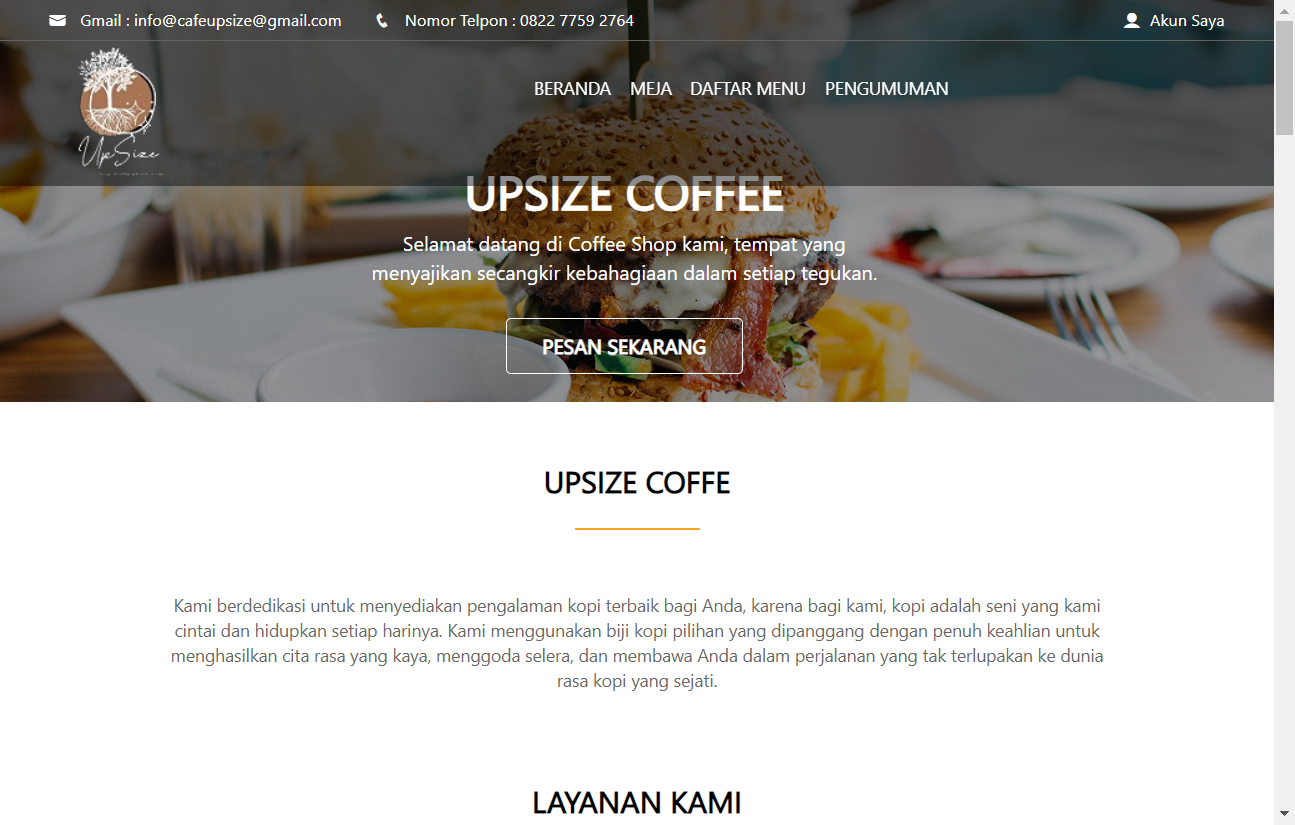 Gmail : info@cafeupsize@gmail.com
Nomor Telpon : 0822 7759 2764
Akun Saya
UpSize
BERANDA MEJA DAFTAR MENU PENGUMUMAN
UPSIZE COFFEE
Selamat datang di Coffee Shop kami, tempat yang
menyajikan secangkir kebahagiaan dalam setiap tegukan.
PESAN SEKARANG
UPSIZE COFFE
Kami berdedikasi untuk menyediakan pengalaman kopi terbaik bagi Anda, karena bagi kami, kopi adalah seni yang kami
cintai dan hidupkan setiap harinya. Kami menggunakan biji kopi pilihan yang dipanggang dengan penuh keahlian untuk
menghasilkan cita rasa yang kaya, menggoda selera, dan membawa Anda dalam perjalanan yang tak terlupakan ke dunia
rasa kopi yang sejati.
LAYANAN KAMI